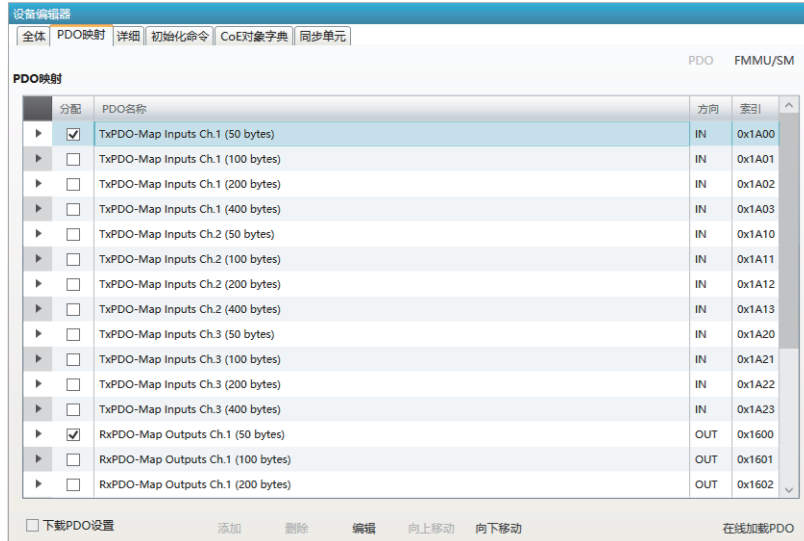 设备编辑器
全体 PDO映射 详细 初始化命令 CoE对象字典 同步单元
PDO FMMU/SM
PDO映射
分配 PDO名称 方向 索引
TxPDO-Map Inputs Ch.1 (50 bytes) IN 0x1A00
TxPDO-Map Inputs Ch.1 (100 bytes) IN 0x1A01
TxPDO-Map Inputs Ch.1 (200 bytes) IN 0x1A02
TxPDO-Map Inputs Ch.1 (400 bytes) IN 0x1A03
TxPDO-Map Inputs Ch.2 (50 bytes) IN 0x1A10
TxPDO-Map Inputs Ch.2 (100 bytes) IN 0x1A11
TxPDO-Map Inputs Ch.2 (200 bytes) IN 0x1A12
TxPDO-Map Inputs Ch.2 (400 bytes) IN 0x1A13
TxPDO-Map Inputs Ch.3 (50 bytes) IN 0x1A20
TxPDO-Map Inputs Ch.3 (100 bytes) IN 0x1A21
TxPDO-Map Inputs Ch.3 (200 bytes) IN 0x1A22
TxPDO-Map Inputs Ch.3 (400 bytes) IN 0x1A23
RxPDO-Map Outputs Ch.1 (50 bytes) OUT 0x1600
RxPDO-Map Outputs Ch.1 (100 bytes) OUT 0x1601
RxPDO-Map Outputs Ch.1 (200 bytes) OUT 0x1602
下载PDO设置 添加 删除 编辑 向上移动 向下移动 在线加载PDO